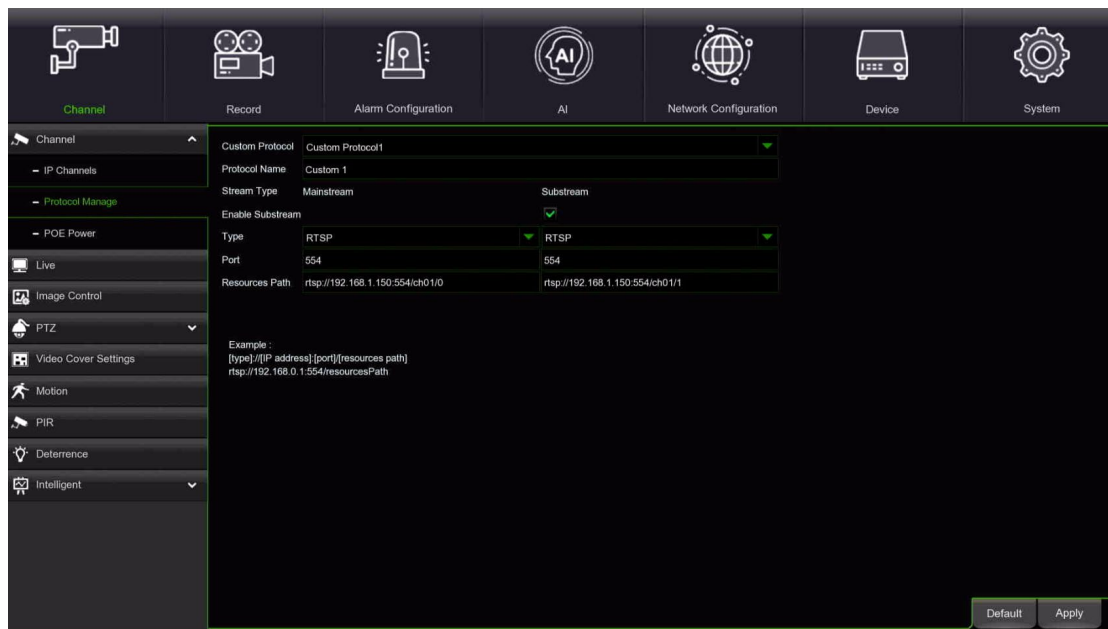 AI
Channel Record Alarm Configuration AI Network Configuration Device System
Channel
– IP Channels
– Protocol Manage
– POE Power
Live
Image Control
PTZ
Video Cover Settings
Motion
PIR
Deterrence
Intelligent
Custom Protocol Custom Protocol1
Protocol Name Custom 1
Stream Type Mainstream Substream
Enable Substream
Type RTSP RTSP
Port 554 554
Resources Path rtsp://192.168.1.150:554/ch01/0 rtsp://192.168.1.150:554/ch01/1
Example :
[type]://[IP address]:[port]/[resources path]
rtsp://192.168.0.1:554/resourcesPath
Default Apply